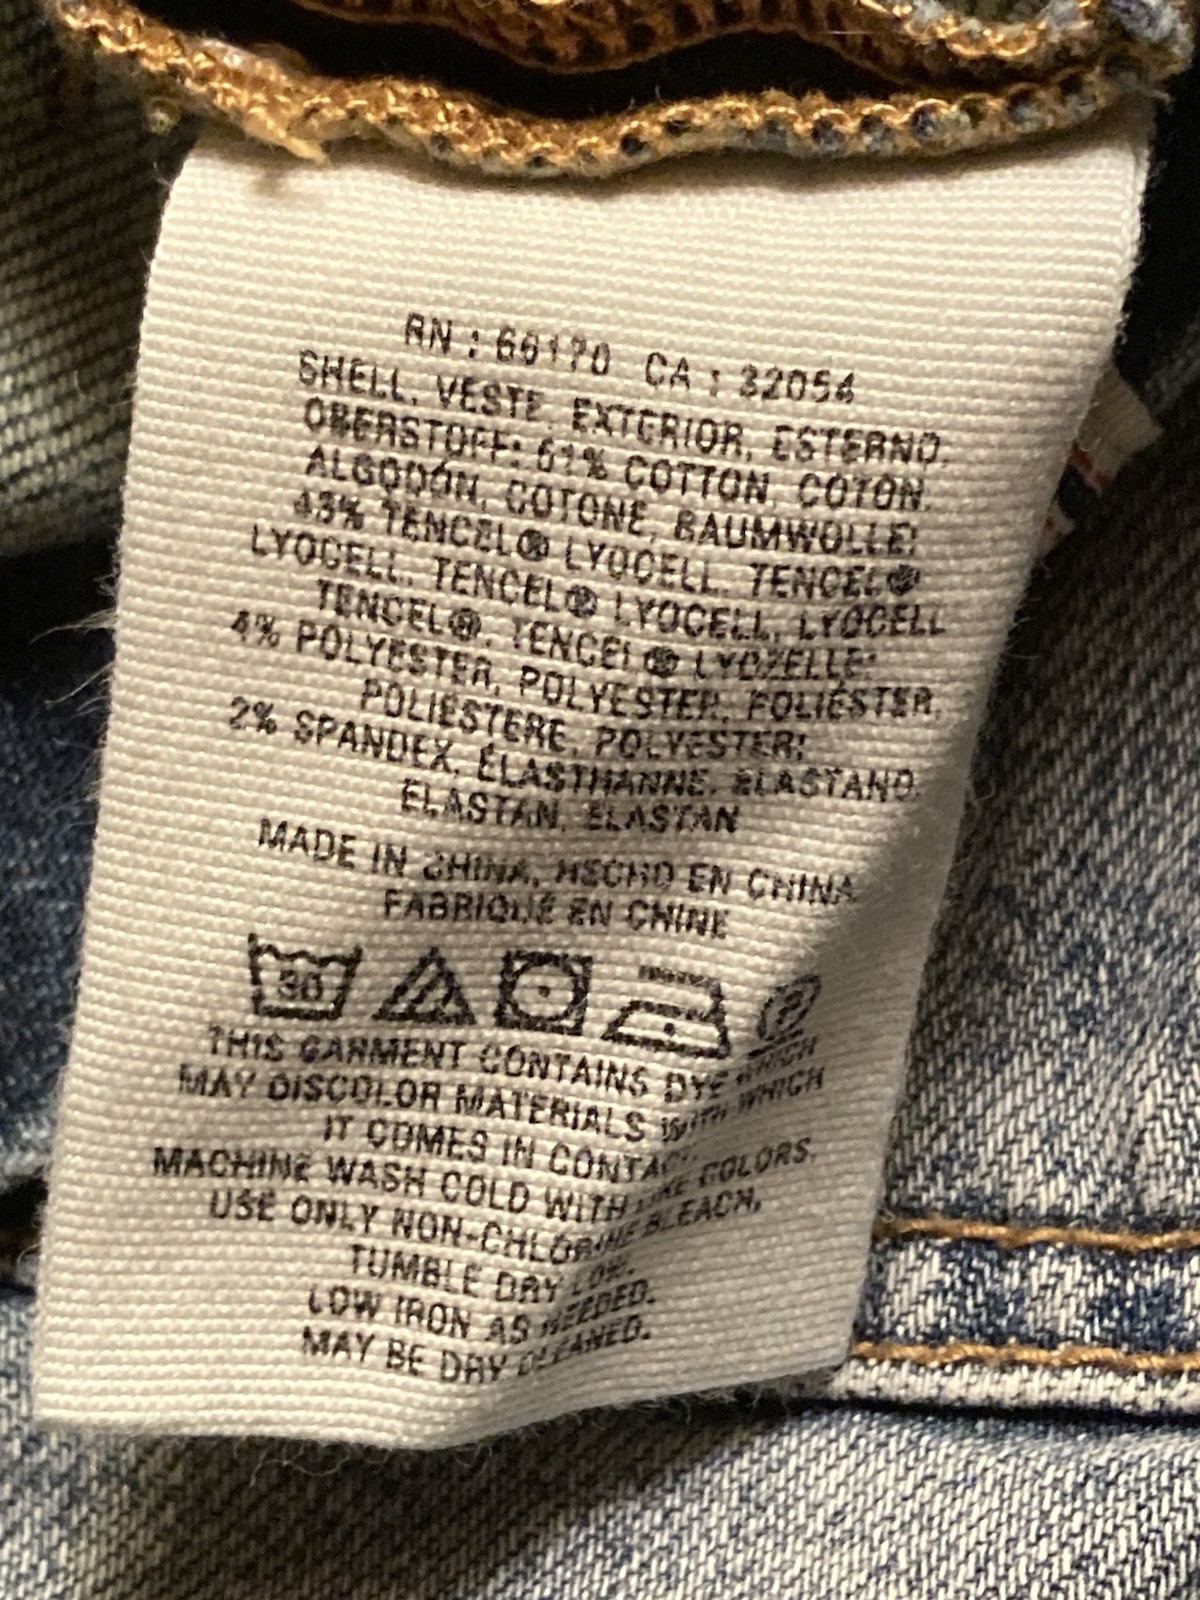 RN : 66170 CA : 32054
SHELL, VESTE, EXTERIOR, ESTERNO,
OBERSTOFF: 51% COTTON, COTON,
ALGODÓN, COTONE, BAUMWOLLE;
43% TENCEL® LYOCELL, TENCEL®
LYOCELL, TENCEL® LYOCELL, LYOCELL
TENCEL®, TENCEL® LYOZELLE;
4% POLYESTER, POLYESTER, POLIÉSTER,
POLIESTERE, POLYESTER;
2% SPANDEX, ÉLASTHANNE, ELASTANO,
ELASTAN, ELASTAN
MADE IN CHINA, HECHO EN CHINA
FABRIQUÉ EN CHINE
30 P
THIS GARMENT CONTAINS DYE WHICH
MAY DISCOLOR MATERIALS WITH WHICH
IT COMES IN CONTACT.
MACHINE WASH COLD WITH LIKE COLORS.
USE ONLY NON-CHLORINE BLEACH.
TUMBLE DRY LOW.
LOW IRON AS NEEDED.
MAY BE DRY CLEANED.